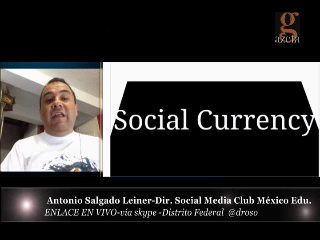 g
Social Currency
Antonio Salgado Leiner-Dir. Social Media Club México Edu.
ENLACE EN VIVO-vía skype -Distrito Federal @droso